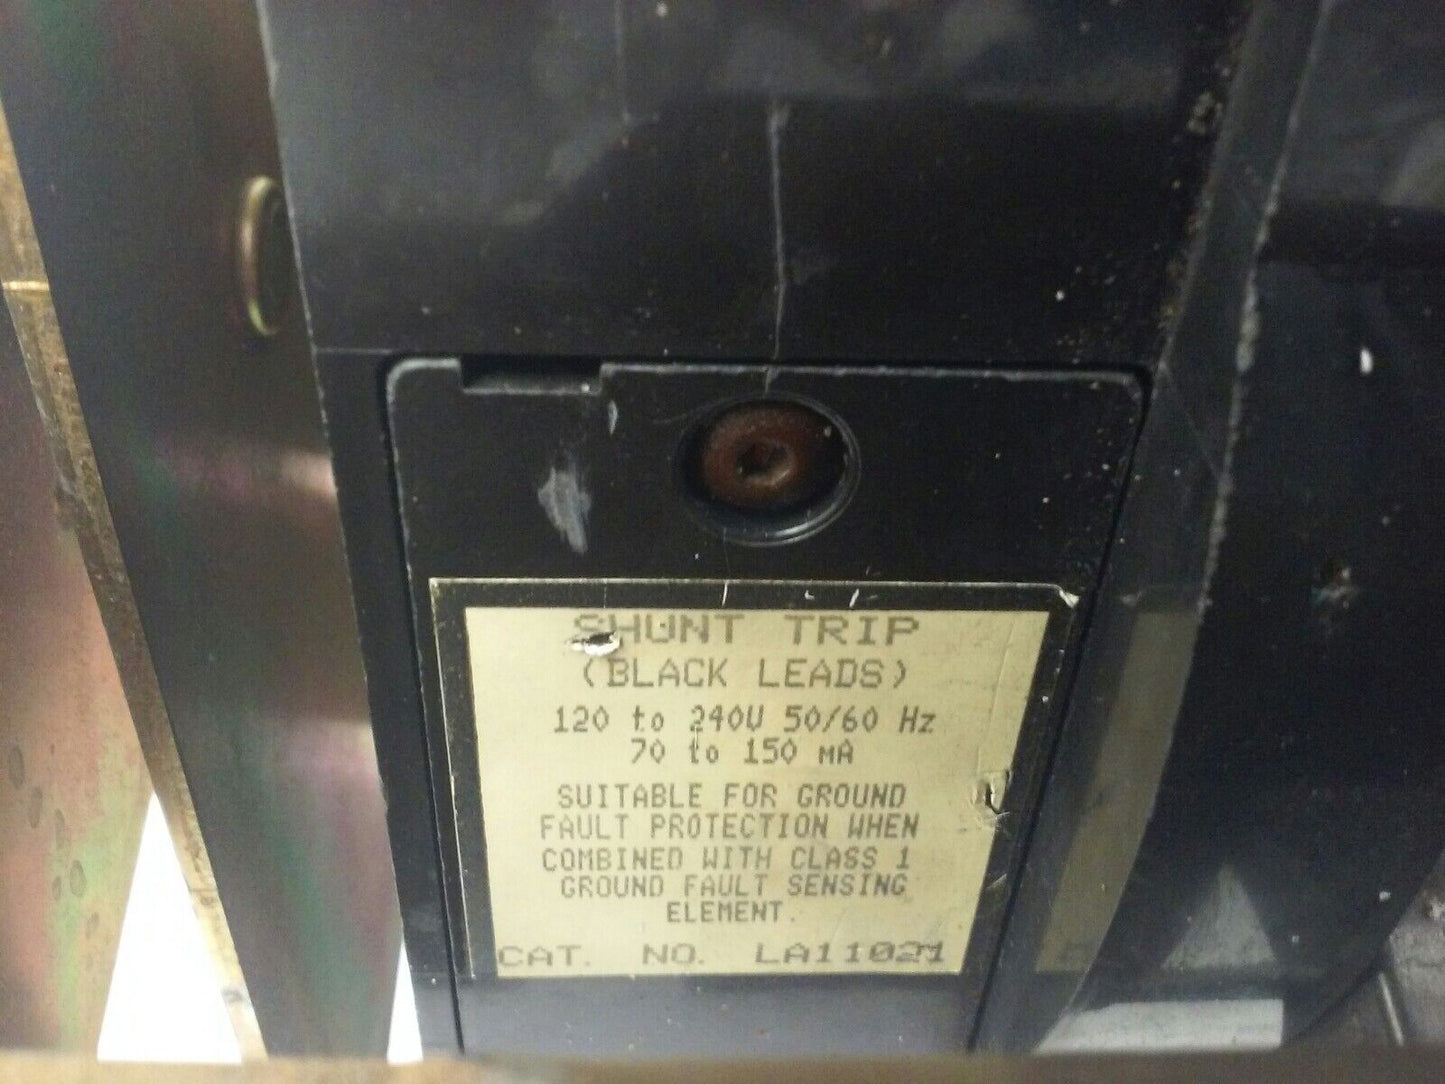 SHUNT TRIP
(BLACK LEADS)
120 to 240V 50/60 Hz
70 to 150 mA
SUITABLE FOR GROUND
FAULT PROTECTION WHEN
COMBINED WITH CLASS 1
GROUND FAULT SENSING
ELEMENT.
CAT. NO. LA11021